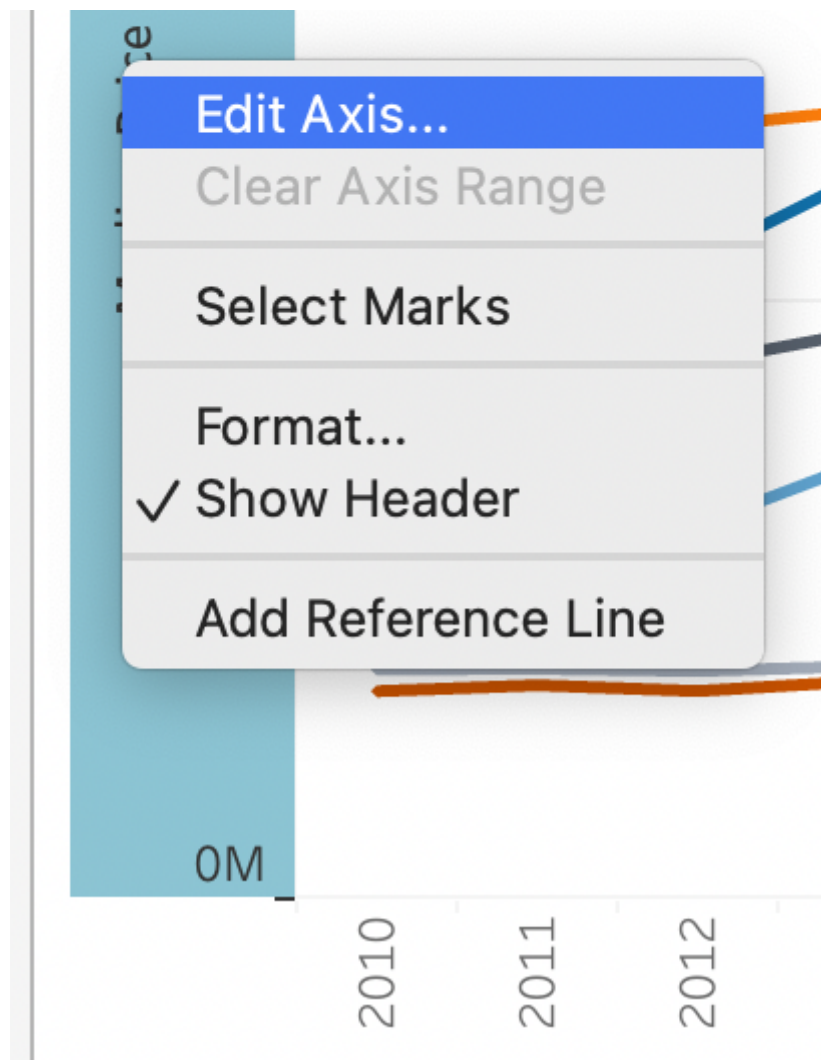 Edit Axis...
Clear Axis Range
Select Marks
Format...
Show Header
Add Reference Line
0M
2010
2011
2012